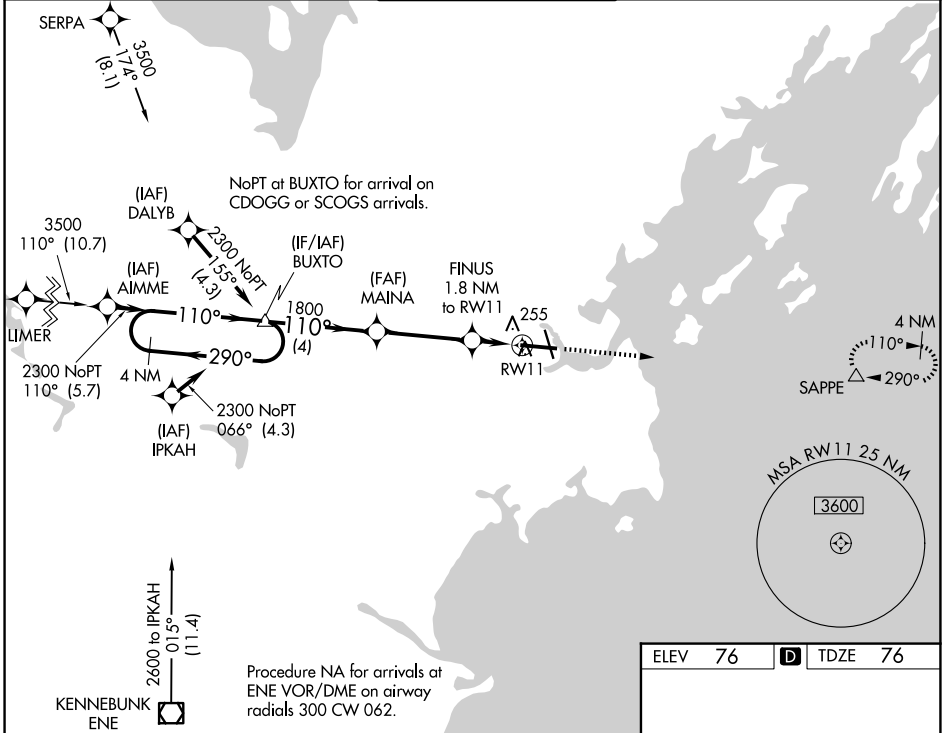 SERPA
3500
174°
(8.1)
NoPT at BUXTO for arrival on
CDOGG or SCOGS arrivals.
(IAF)
DALYB
2300 NoPT
155°
(4.3)
3500
110° (10.7)
(IAF)
AIMME
(IF/IAF)
BUXTO
(FAF)
MAINA
FINUS
1.8 NM
to RW11
255
LIMER
110°
1800
110°
(4)
RW11
290°
4 NM
2300 NoPT
110° (5.7)
2300 NoPT
066° (4.3)
(IAF)
IPKAH
4 NM
110°
SAPPE
290°
MSA RW11 25 NM
3600
2600 to IPKAH
015°
(11.4)
KENNEBUNK
ENE
Procedure NA for arrivals at
ENE VOR/DME on airway
radials 300 CW 062.
ELEV 76 D TDZE 76